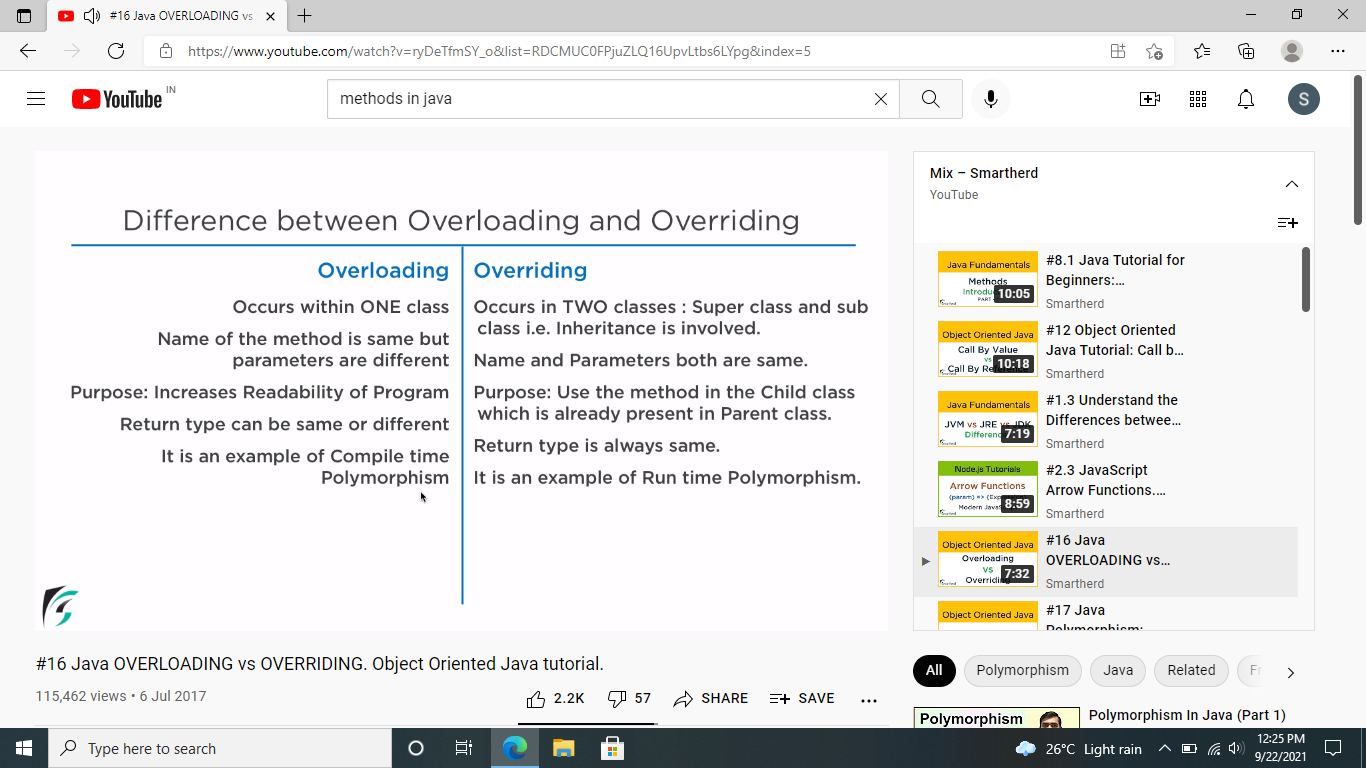 #16 Java OVERLOADING vs
https://www.youtube.com/watch?v=ryDeTfmSY_o&list=RDCMUC0FPjuZLQ16UpvLtbs6LYpg&index=5
YouTube IN
methods in java
S
Difference between Overloading and Overriding
Overloading
Occurs within ONE class
Name of the method is same but
parameters are different
Purpose: Increases Readability of Program
Return type can be same or different
It is an example of Compile time
Polymorphism
Overriding
Occurs in TWO classes : Super class and sub
class i.e. Inheritance is involved.
Name and Parameters both are same.
Purpose: Use the method in the Child class
which is already present in Parent class.
Return type is always same.
It is an example of Run time Polymorphism.
#16 Java OVERLOADING vs OVERRIDING. Object Oriented Java tutorial.
115,462 views • 6 Jul 2017
2.2K
57
SHARE
SAVE
Mix – Smartherd
YouTube
Java Fundamentals
Methods
10:05
#8.1 Java Tutorial for
Beginners:...
Smartherd
Object Oriented Java
Call By Value
vs
Call By Reference
10:18
#12 Object Oriented
Java Tutorial: Call b...
Smartherd
Java Fundamentals
JVM vs JRE vs JDK
7:19
#1.3 Understand the
Differences betwee...
Smartherd
Node.js Tutorials
Arrow Functions
8:59
#2.3 JavaScript
Arrow Functions....
Smartherd
Object Oriented Java
Overloading
vs
Overriding
7:32
#16 Java
OVERLOADING vs...
Smartherd
Object Oriented Java
#17 Java
Polymorphism:
All
Polymorphism
Java
Related
Polymorphism
Polymorphism In Java (Part 1)
Type here to search
26°C Light rain
12:25 PM
9/22/2021